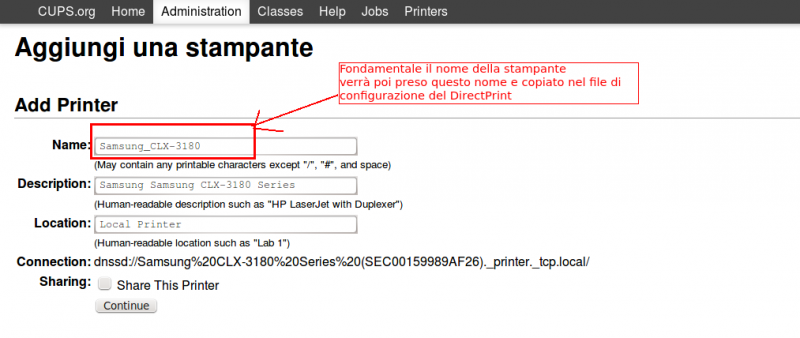 CUPS.org Home Administration Classes Help Jobs Printers
Aggiungi una stampante
Fondamentale il nome della stampante
verrà poi preso questo nome e copiato nel file di
configurazione del DirectPrint
Add Printer
Name: Samsung_CLX-3180
(May contain any printable characters except "/", "#", and space)
Description: Samsung Samsung CLX-3180 Series
(Human-readable description such as "HP LaserJet with Duplexer")
Location: Local Printer
(Human-readable location such as "Lab 1")
Connection: dnssd://Samsung%20CLX-3180%20Series%20(SEC00159989AF26)._printer._tcp.local/
Sharing: Share This Printer
Continue